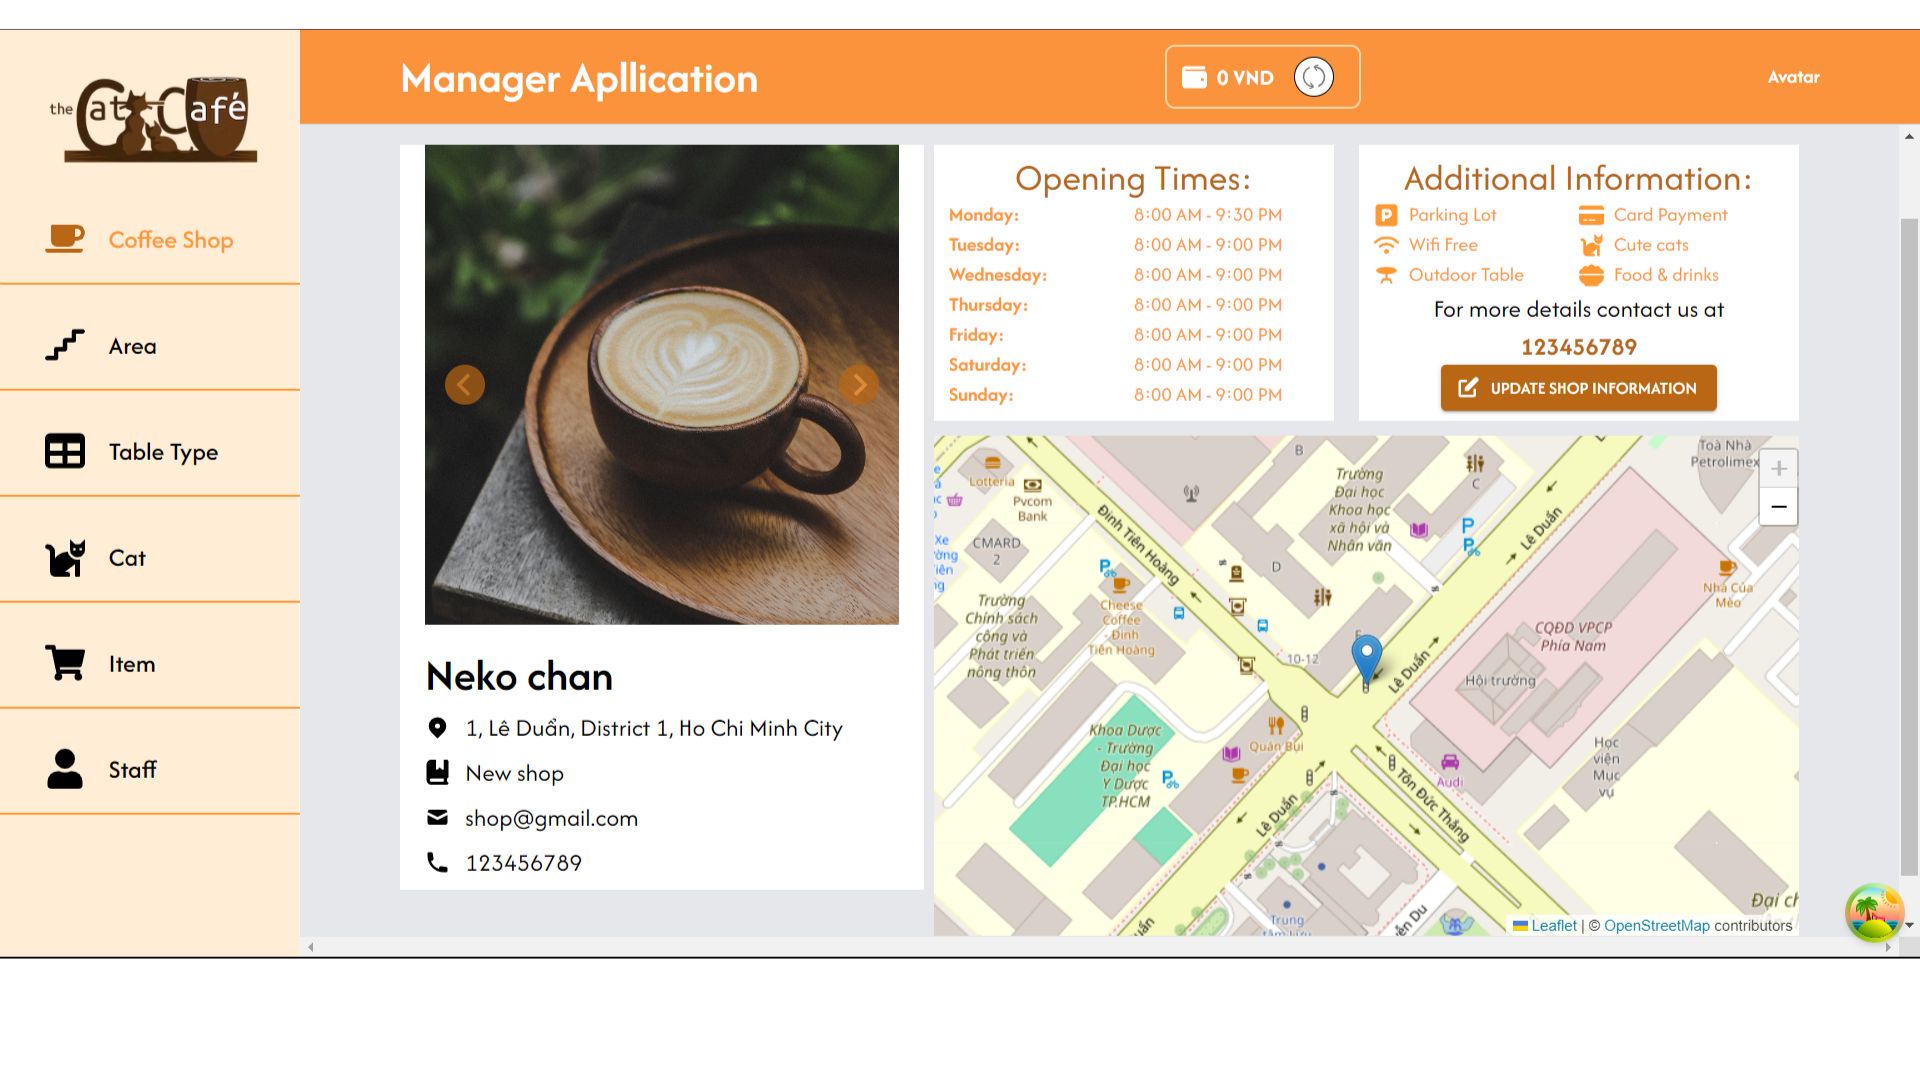 the Cat Café
Manager Apllication
0 VND
Avatar
Coffee Shop
Area
Table Type
Cat
Item
Staff
Neko chan
1, Lê Duẩn, District 1, Ho Chi Minh City
New shop
shop@gmail.com
123456789
Opening Times:
Monday: 8:00 AM - 9:30 PM
Tuesday: 8:00 AM - 9:00 PM
Wednesday: 8:00 AM - 9:00 PM
Thursday: 8:00 AM - 9:00 PM
Friday: 8:00 AM - 9:00 PM
Saturday: 8:00 AM - 9:00 PM
Sunday: 8:00 AM - 9:00 PM
Additional Information:
Parking Lot Card Payment
Wifi Free Cute cats
Outdoor Table Food & drinks
For more details contact us at
123456789
UPDATE SHOP INFORMATION
Lotteria
Pvcom
Bank
CMARD
2
Đinh Tiên Hoàng
B
Trường
Đại học
Khoa học
xã hội và
Nhân văn
C
D
P
P
Lê Duẩn
Toà Nhà
Petrolimex
+
−
Nhà Của
Mèo
P
Cheese
Coffee
- Đinh
Tiên Hoàng
Trường
Chính sách
công và
Phát triển
nông thôn
10-12
Lê Duẩn
CQĐD VPCP
Phía Nam
Hội trường
Khoa Dược
- Trường
Đại học
Y Dược
TP.HCM
P
Quán Bụi
Audi
Học
viện
Mục
vụ
Tôn Đức Thắng
Lê Duẩn
Trung
Đại
Leaflet | © OpenStreetMap contributors